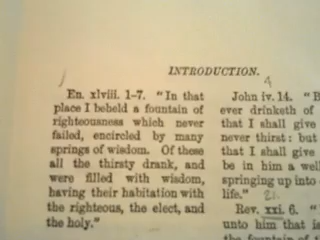 INTRODUCTION.
En. xlviii. 1-7. "In that
place I beheld a fountain of
righteousness which never
failed, encircled by many
springs of wisdom. Of these
all the thirsty drank, and
were filled with wisdom,
having their habitation with
the righteous, the elect, and
the holy."
John iv. 14. "B
ever drinketh of
that I shall give
never thirst: but
that I shall give
be in him a well
springing up into
life."
Rev. xxi. 6. "
unto him that is
the fountain of t